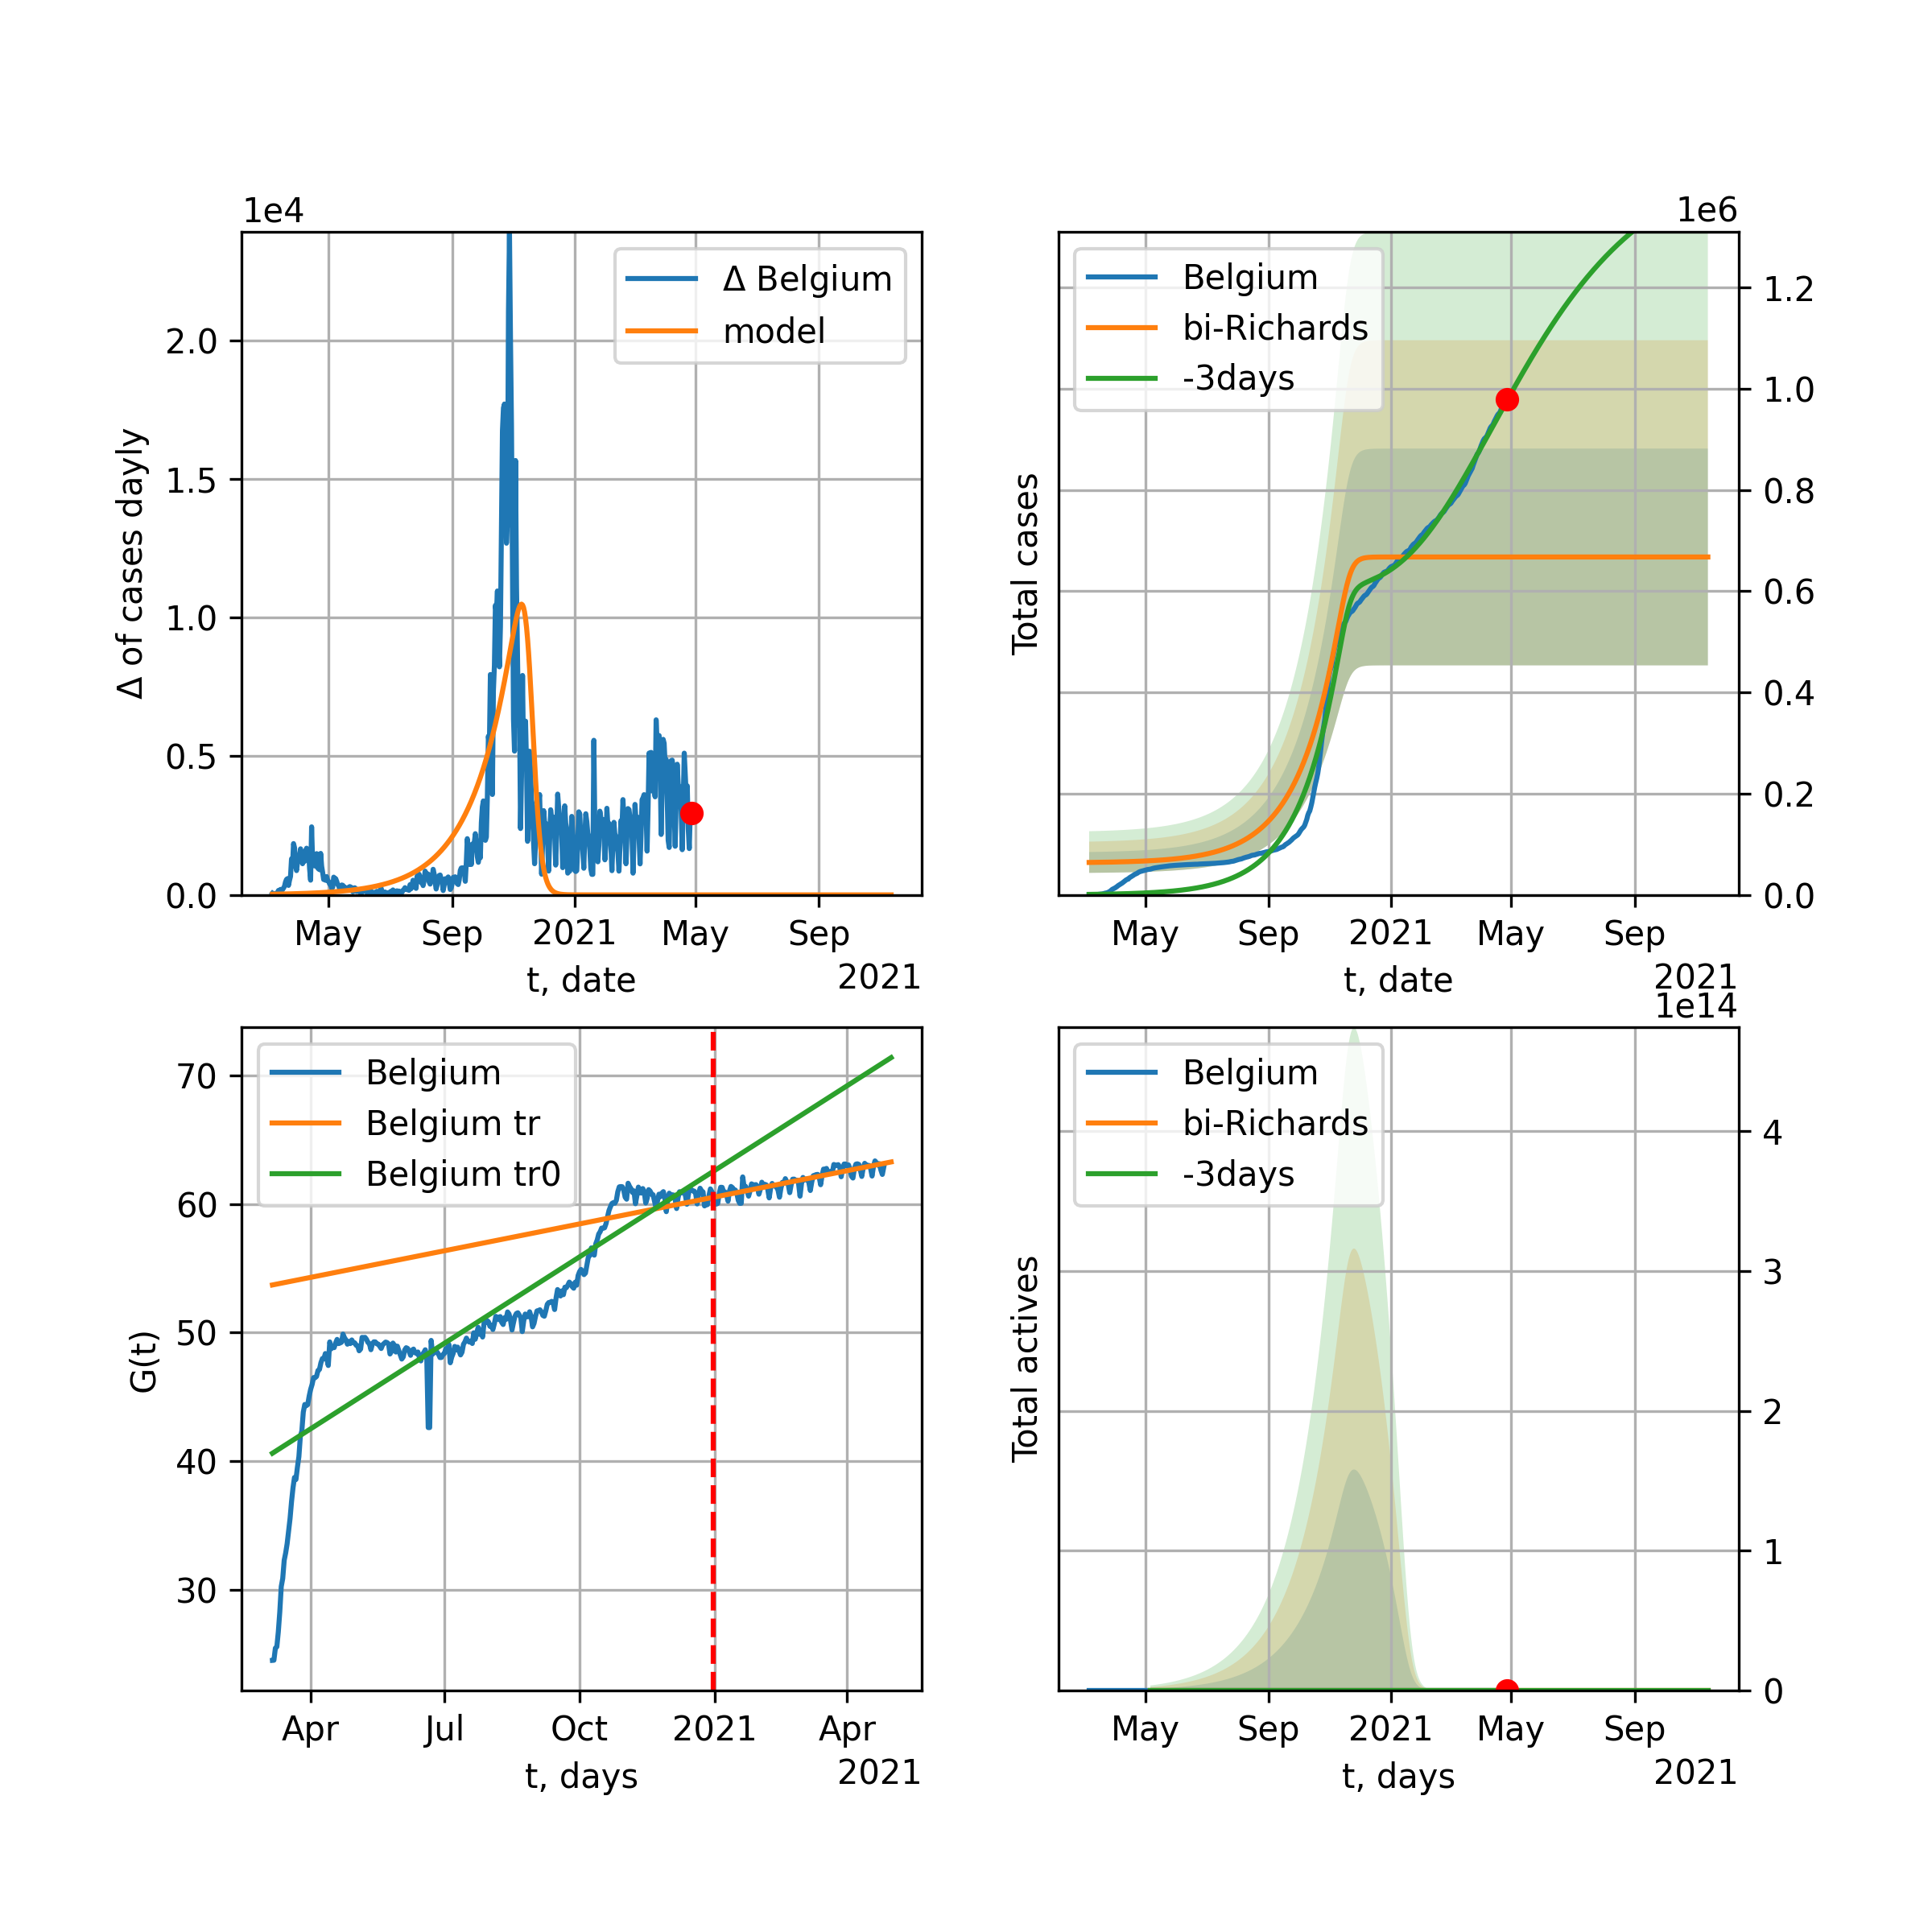 1e4
Δ Belgium
model
2.0
1.5
1.0
0.5
0.0
Δ of cases dayly
May Sep 2021 May Sep
t, date
2021
1e6
Belgium
bi-Richards
-3days
1.2
1.0
0.8
0.6
0.4
0.2
0.0
Total cases
May Sep 2021 May Sep
t, date
2021
Belgium
Belgium tr
Belgium tr0
70
60
50
40
30
G(t)
Apr Jul Oct 2021 Apr
t, days
2021
1e14
Belgium
bi-Richards
-3days
4
3
2
1
0
Total actives
May Sep 2021 May Sep
t, days
2021